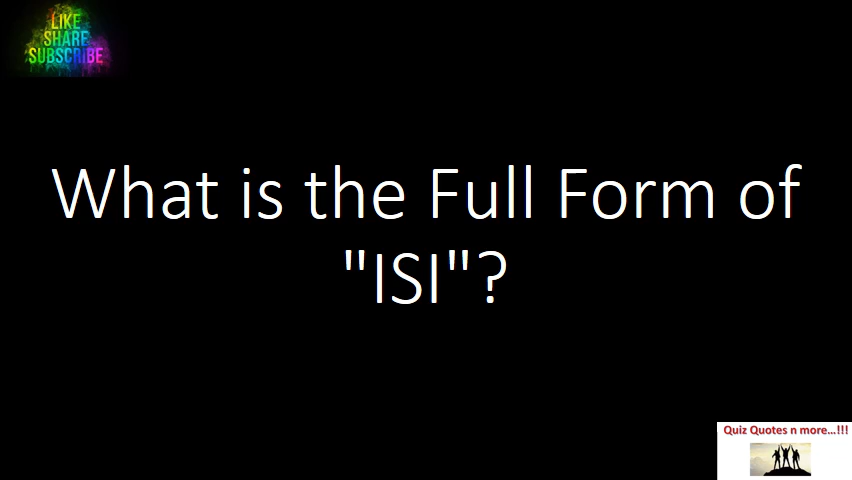 LIKE
SHARE
SUBSCRIBE
What is the Full Form of
"ISI"?
Quiz Quotes n more...!!!